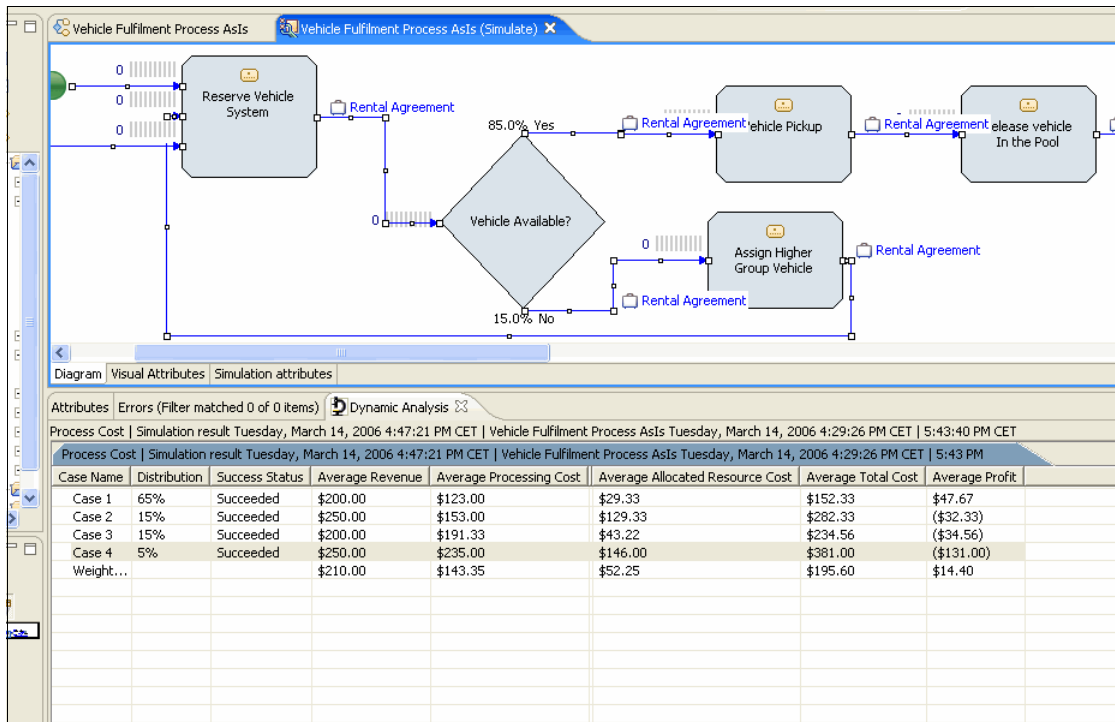 Vehicle Fulfilment Process AsIs
Vehicle Fulfilment Process AsIs (Simulate)
0
0
0
Reserve Vehicle
System
Rental Agreement
85.0% Yes
Rental Agreement
ehicle Pickup
Rental Agreement
elease vehicle
In the Pool
0
Vehicle Available?
0
Assign Higher
Group Vehicle
Rental Agreement
Rental Agreement
15.0% No
Diagram Visual Attributes Simulation attributes
Attributes Errors (Filter matched 0 of 0 items) Dynamic Analysis
Process Cost | Simulation result Tuesday, March 14, 2006 4:47:21 PM CET | Vehicle Fulfilment Process AsIs Tuesday, March 14, 2006 4:29:26 PM CET | 5:43:40 PM CET
Process Cost | Simulation result Tuesday, March 14, 2006 4:47:21 PM CET | Vehicle Fulfilment Process AsIs Tuesday, March 14, 2006 4:29:26 PM CET | 5:43 PM
Case Name Distribution Success Status Average Revenue Average Processing Cost Average Allocated Resource Cost Average Total Cost Average Profit
Case 1 65% Succeeded $200.00 $123.00 $29.33 $152.33 $47.67
Case 2 15% Succeeded $250.00 $153.00 $129.33 $282.33 ($32.33)
Case 3 15% Succeeded $200.00 $191.33 $43.22 $234.56 ($34.56)
Case 4 5% Succeeded $250.00 $235.00 $146.00 $381.00 ($131.00)
Weight... $210.00 $143.35 $52.25 $195.60 $14.40